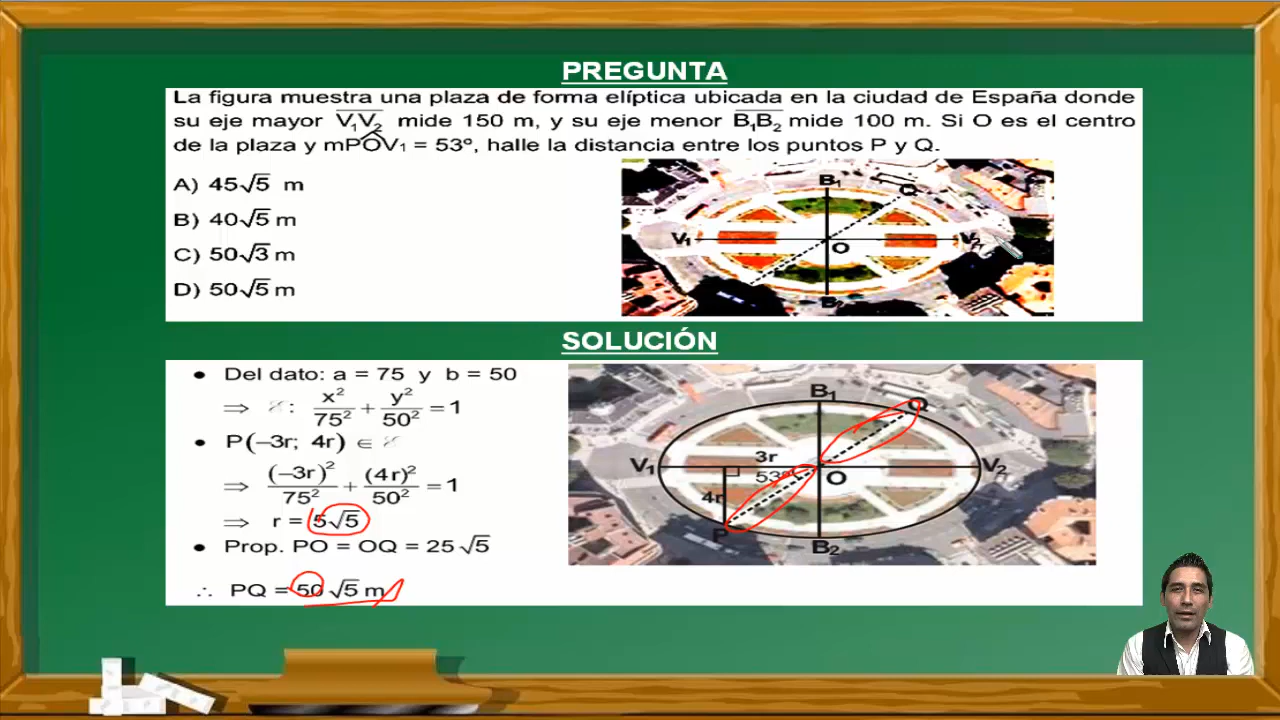 PREGUNTA
La figura muestra una plaza de forma elíptica ubicada en la ciudad de España donde
su eje mayor V₁V₂ mide 150 m, y su eje menor B₁B₂ mide 100 m. Si O es el centro
de la plaza y mPOV₁ = 53º, halle la distancia entre los puntos P y Q.
A) 45√5 m
B) 40√5 m
C) 50√3 m
D) 50√5 m
B₁
Q
V₁
V₂
O
SOLUCIÓN
• Del dato: a = 75 y b = 50
⇒ : x²/75² + y²/50² = 1
• P(−3r; 4r) ∈
⇒ (−3r)²/75² + (4r)²/50² = 1
⇒ r = 5√5
• Prop. PO = OQ = 25√5
∴ PQ = 50√5 m
B₁
Q
3r
V₁
V₂
53º
O
4r
P
B₂